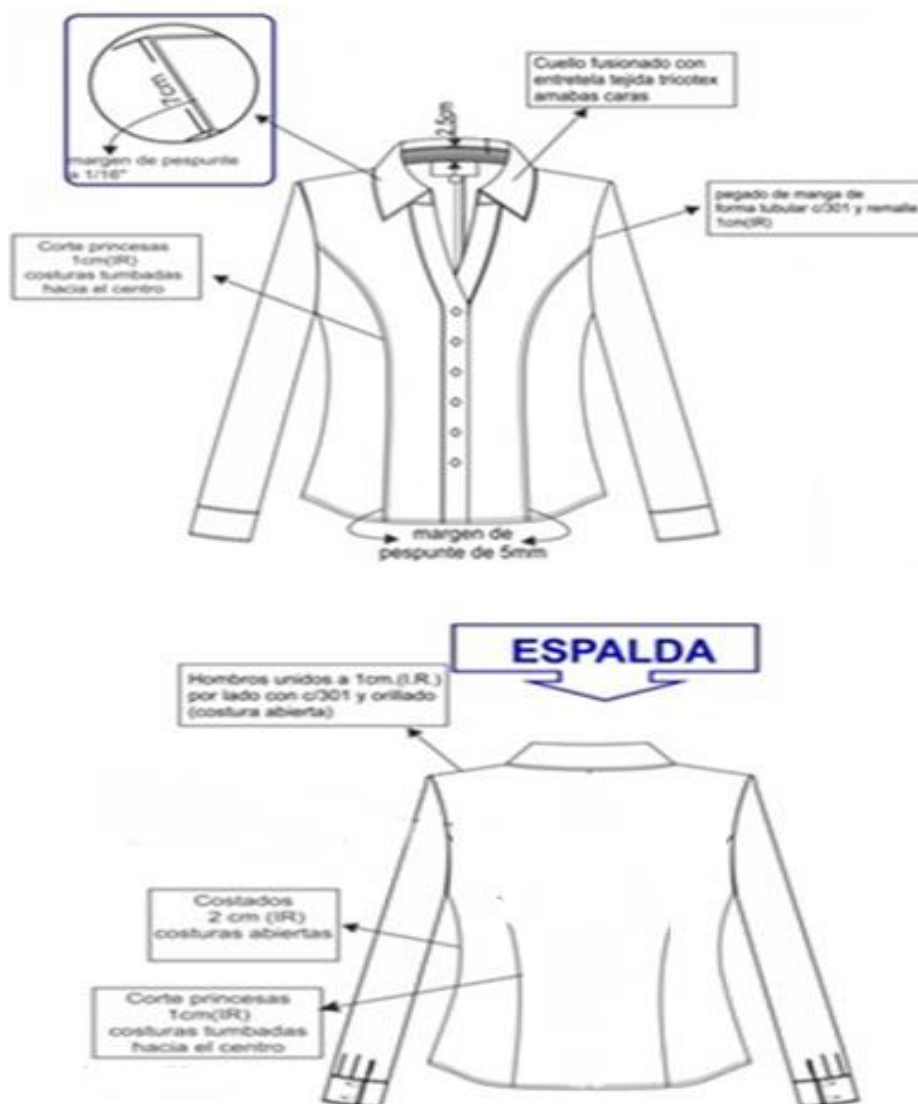 7cm
margen de pespunte
a 1/16"
Cuello fusionado con
entretela tejida tricotex
amabas caras
2.5cm
pegado de manga de
forma tubular c/301 y remalle
1cm(IR)
Corte princesas
1cm(IR)
costuras tumbadas
hacia el centro
margen de
pespunte de 5mm
ESPALDA
Hombros unidos a 1cm.(I.R.)
por lado con c/301 y orillado
(costura abierta)
Costados
2 cm (IR)
costuras abiertas
Corte princesas
1cm(IR)
costuras tumbadas
hacia el centro